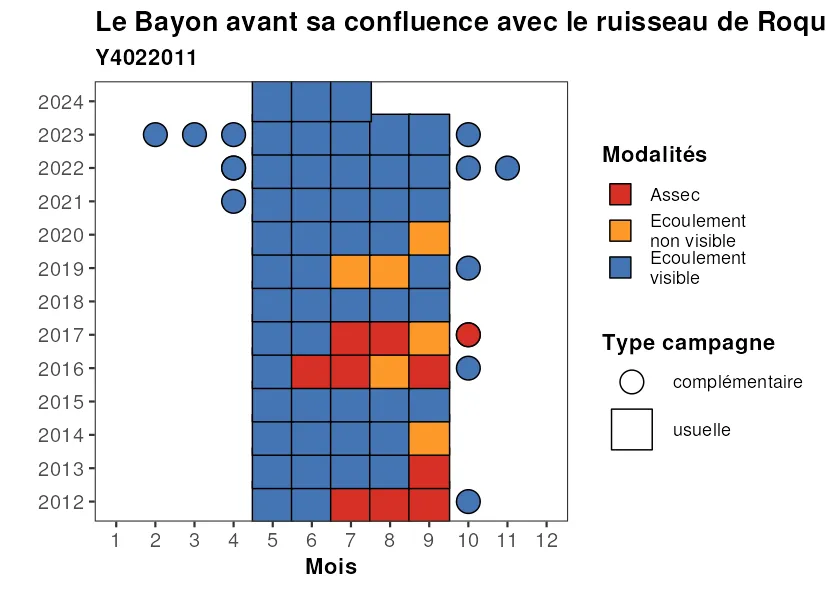 Le Bayon avant sa confluence avec le ruisseau de Roqu
Y4022011
2024
2023
2022
2021
2020
2019
2018
2017
2016
2015
2014
2013
2012
1 2 3 4 5 6 7 8 9 10 11 12
Mois
Modalités
Assec
Ecoulement
non visible
Ecoulement
visible
Type campagne
complémentaire
usuelle